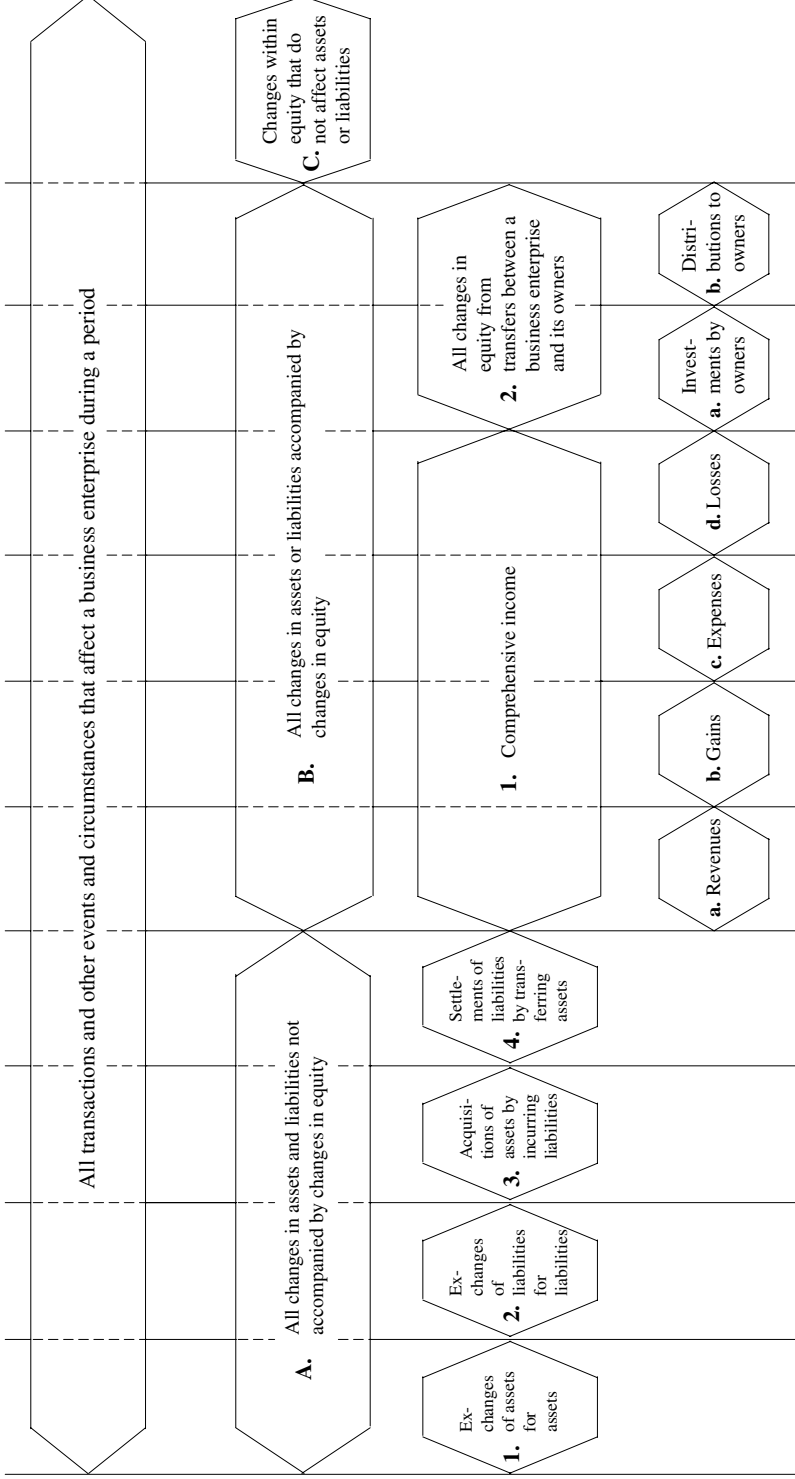 All transactions and other events and circumstances that affect a business enterprise during a period
A. All changes in assets and liabilities not
accompanied by changes in equity
B. All changes in assets or liabilities accompanied by
changes in equity
Changes within
equity that do
C. not affect assets
or liabilities
Ex-
changes
1. of assets
for
assets
Ex-
changes
of
2. liabilities
for
liabilities
Acquisi-
tions of
3. assets by
incurring
liabilities
Settle-
ments of
liabilities
4. by trans-
ferring
assets
1. Comprehensive income
All changes in
equity from
2. transfers between a
business enterprise
and its owners
a. Revenues
b. Gains
c. Expenses
d. Losses
Invest-
a. ments by
owners
Distri-
b. butions to
owners